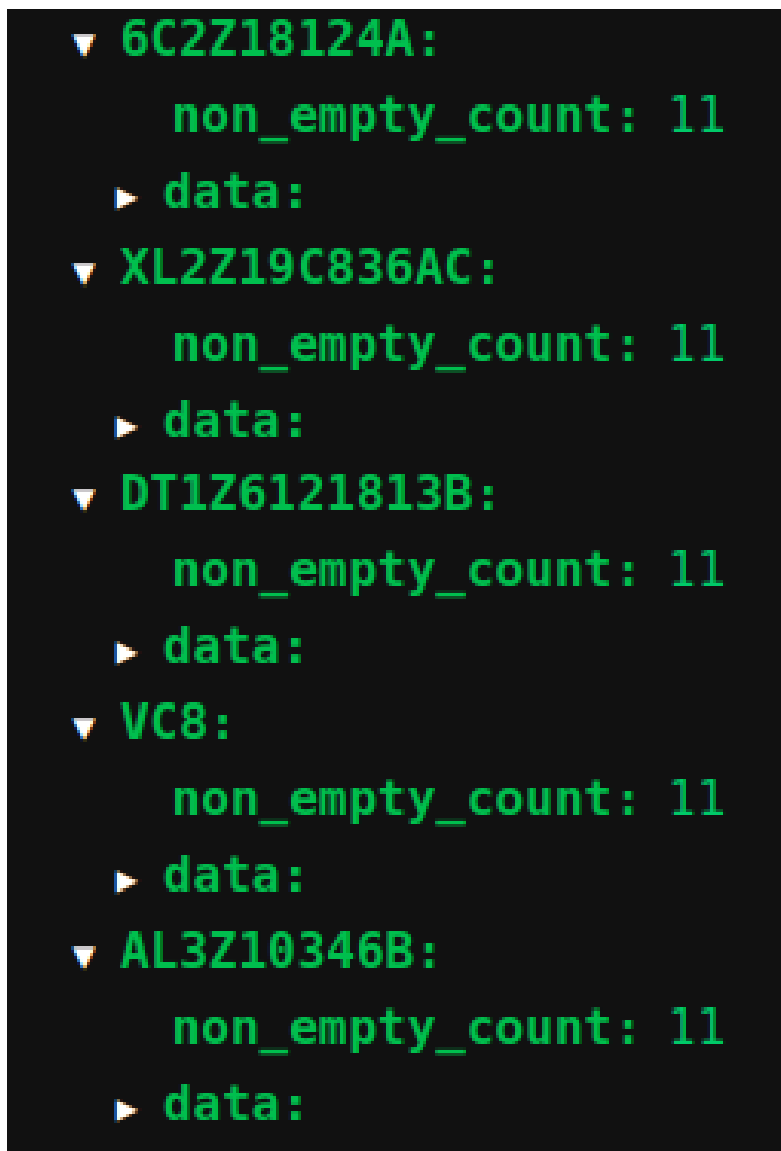 6C2Z18124A:
non_empty_count: 11
data:
XL2Z19C836AC:
non_empty_count: 11
data:
DT1Z6121813B:
non_empty_count: 11
data:
VC8:
non_empty_count: 11
data:
AL3Z10346B:
non_empty_count: 11
data: